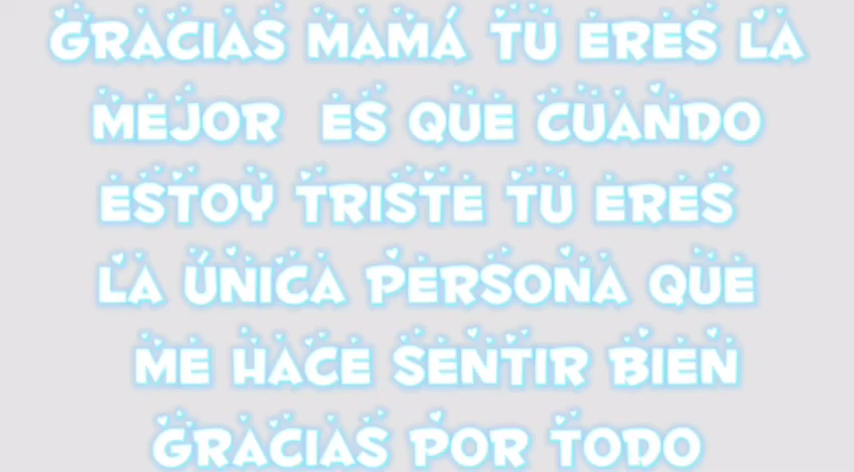 GRACIAS MAMÁ TU ERES LA
MEJOR ES QUE CUANDO
ESTOY TRISTE TU ERES
LA ÚNICA PERSONA QUE
ME HACE SENTIR BIEN
GRACIAS POR TODO